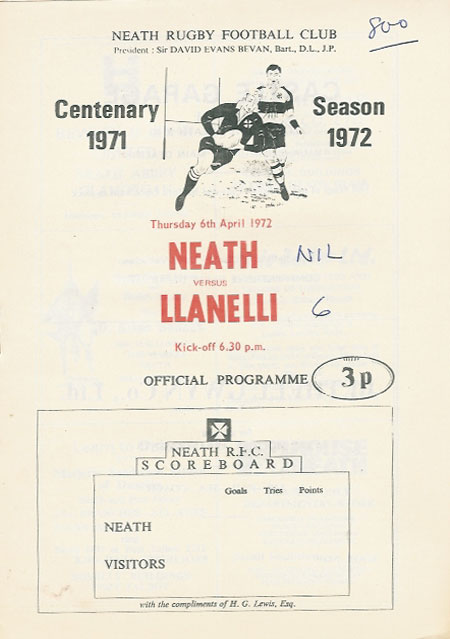 800
NEATH RUGBY FOOTBALL CLUB
President : Sir DAVID EVANS BEVAN, Bart., D.L., J.P.
Centenary Season
1971 1972
Thursday 6th April 1972
NEATH NIL
VERSUS
LLANELLI 6
Kick-off 6.30 p.m.
OFFICIAL PROGRAMME 3p
NEATH R.F.C.
SCOREBOARD
Goals Tries Points
NEATH
VISITORS
with the compliments of H. G. Lewis, Esq.